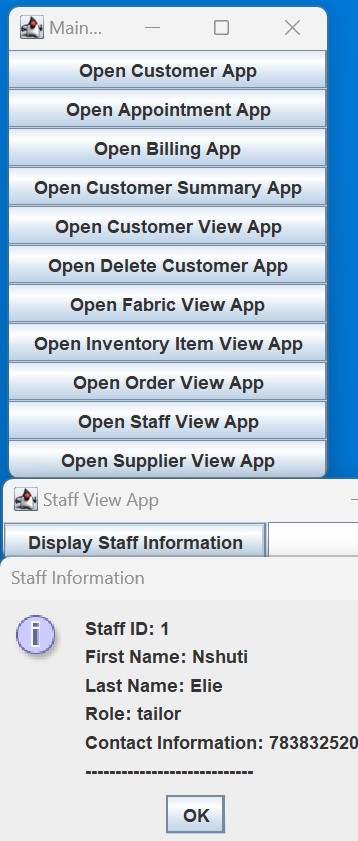 Main...
Open Customer App
Open Appointment App
Open Billing App
Open Customer Summary App
Open Customer View App
Open Delete Customer App
Open Fabric View App
Open Inventory Item View App
Open Order View App
Open Staff View App
Open Supplier View App
Staff View App
Display Staff Information
Staff Information
Staff ID: 1
First Name: Nshuti
Last Name: Elie
Role: tailor
Contact Information: 783832520
----------------------------
OK